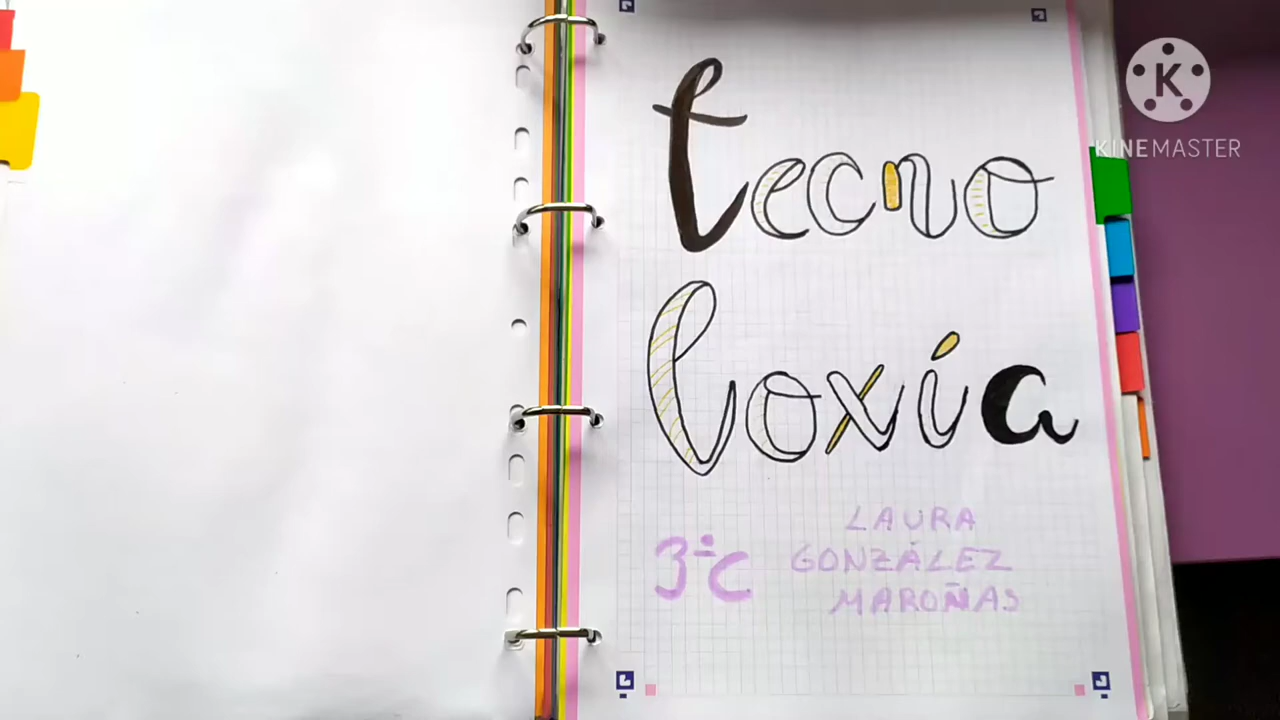 tecno
loxía
LAURA
3ºC GONZÁLEZ
MAROÑAS
K
KINEMASTER